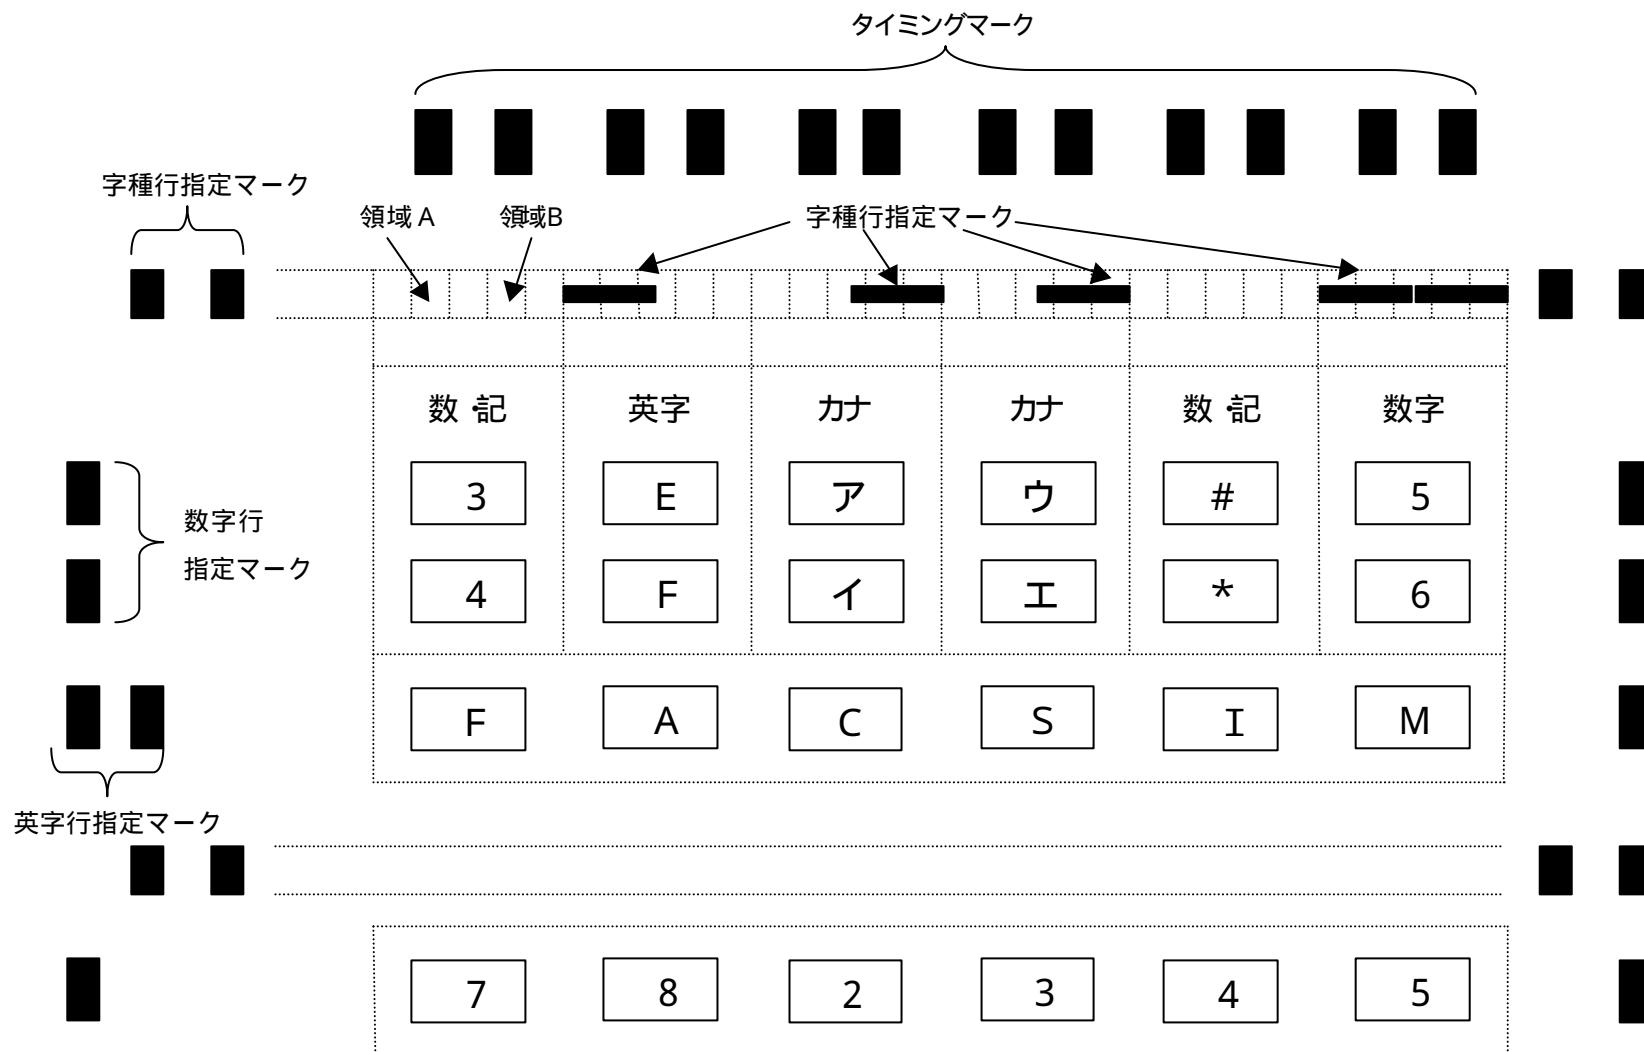 タイミングマーク
字種行指定マーク
領域A 領域B 字種行指定マーク
数・記 英字 カナ カナ 数・記 数字
3 E ア ウ # 5
数字行
指定マーク
4 F イ エ * 6
F A C S I M
英字行指定マーク
7 8 2 3 4 5